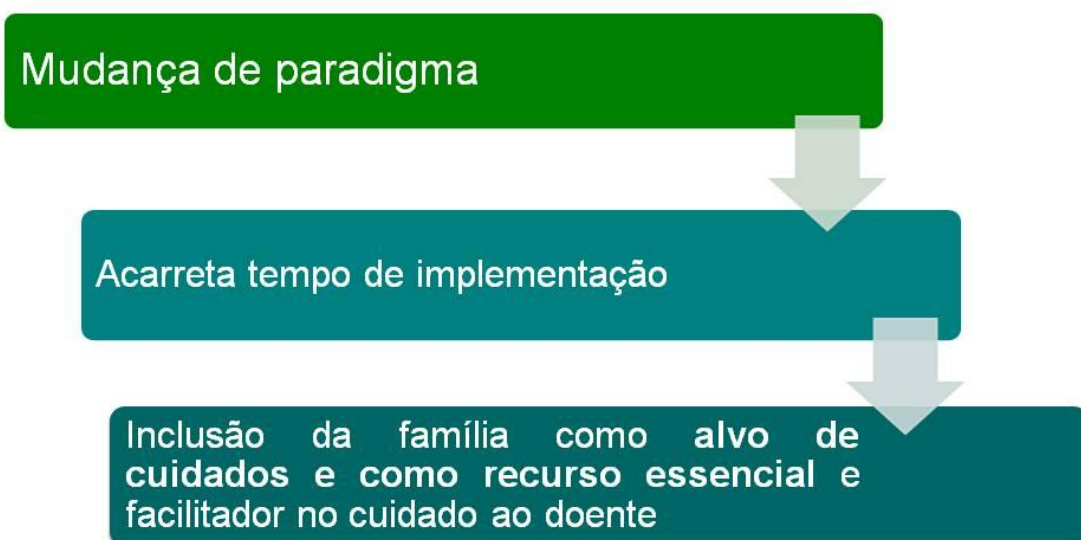 Mudança de paradigma
Acarreta tempo de implementação
Inclusão da família como alvo de
cuidados e como recurso essencial e
facilitador no cuidado ao doente